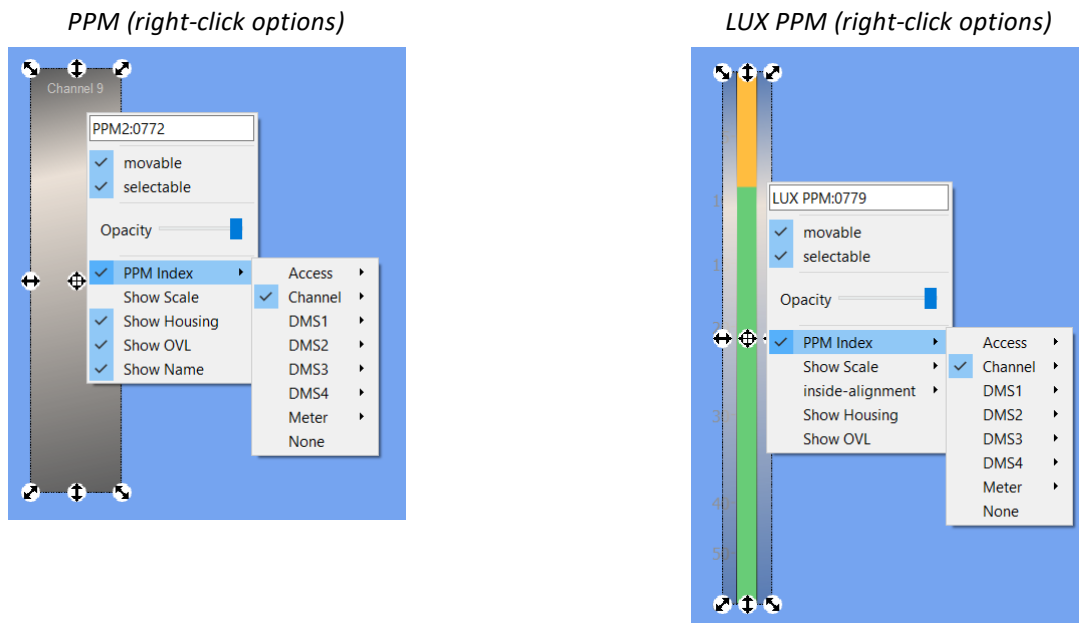 PPM (right-click options)
Channel 9
PPM2:0772
movable
selectable
Opacity
PPM Index
Show Scale
Show Housing
Show OVL
Show Name
Access
Channel
DMS1
DMS2
DMS3
DMS4
Meter
None
LUX PPM (right-click options)
LUX PPM:0779
movable
selectable
Opacity
PPM Index
Show Scale
inside-alignment
Show Housing
Show OVL
Access
Channel
DMS1
DMS2
DMS3
DMS4
Meter
None